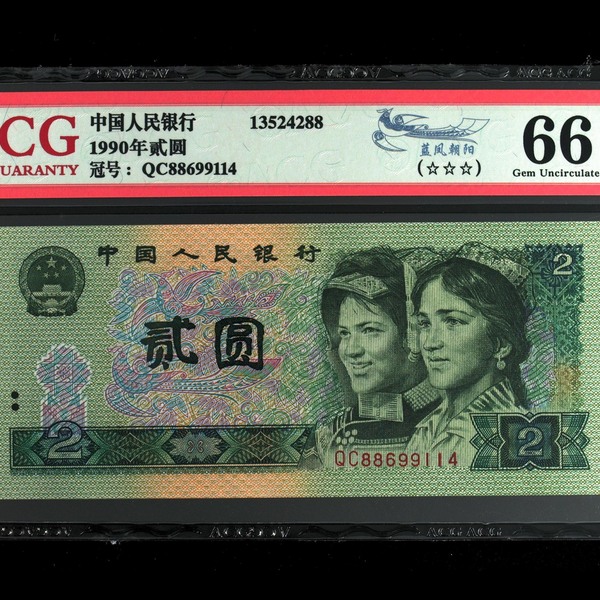 CG
UARANTY
中国人民银行
1990年贰圆
冠号：QC88699114
13524288
蓝凤朝阳
(☆☆☆)
66
Gem Uncirculate
中国人民银行
2
贰圆
2
2
QC88699114